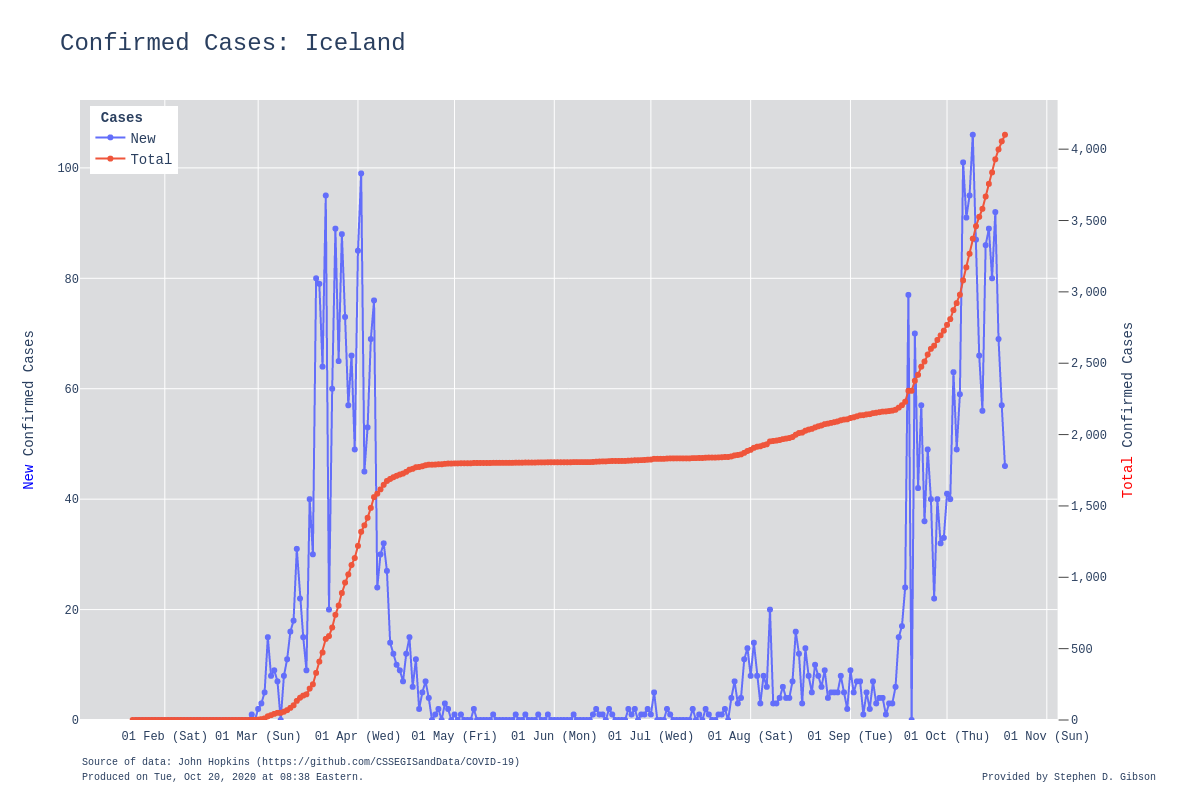 Confirmed Cases: Iceland
Cases
New
Total
100
80
60
40
20
0
4,000
3,500
3,000
2,500
2,000
1,500
1,000
500
0
New Confirmed Cases
Total Confirmed Cases
01 Feb (Sat) 01 Mar (Sun) 01 Apr (Wed) 01 May (Fri) 01 Jun (Mon) 01 Jul (Wed) 01 Aug (Sat) 01 Sep (Tue) 01 Oct (Thu) 01 Nov (Sun)
Source of data: John Hopkins (https://github.com/CSSEGISandData/COVID-19)
Produced on Tue, Oct 20, 2020 at 08:38 Eastern.
Provided by Stephen D. Gibson